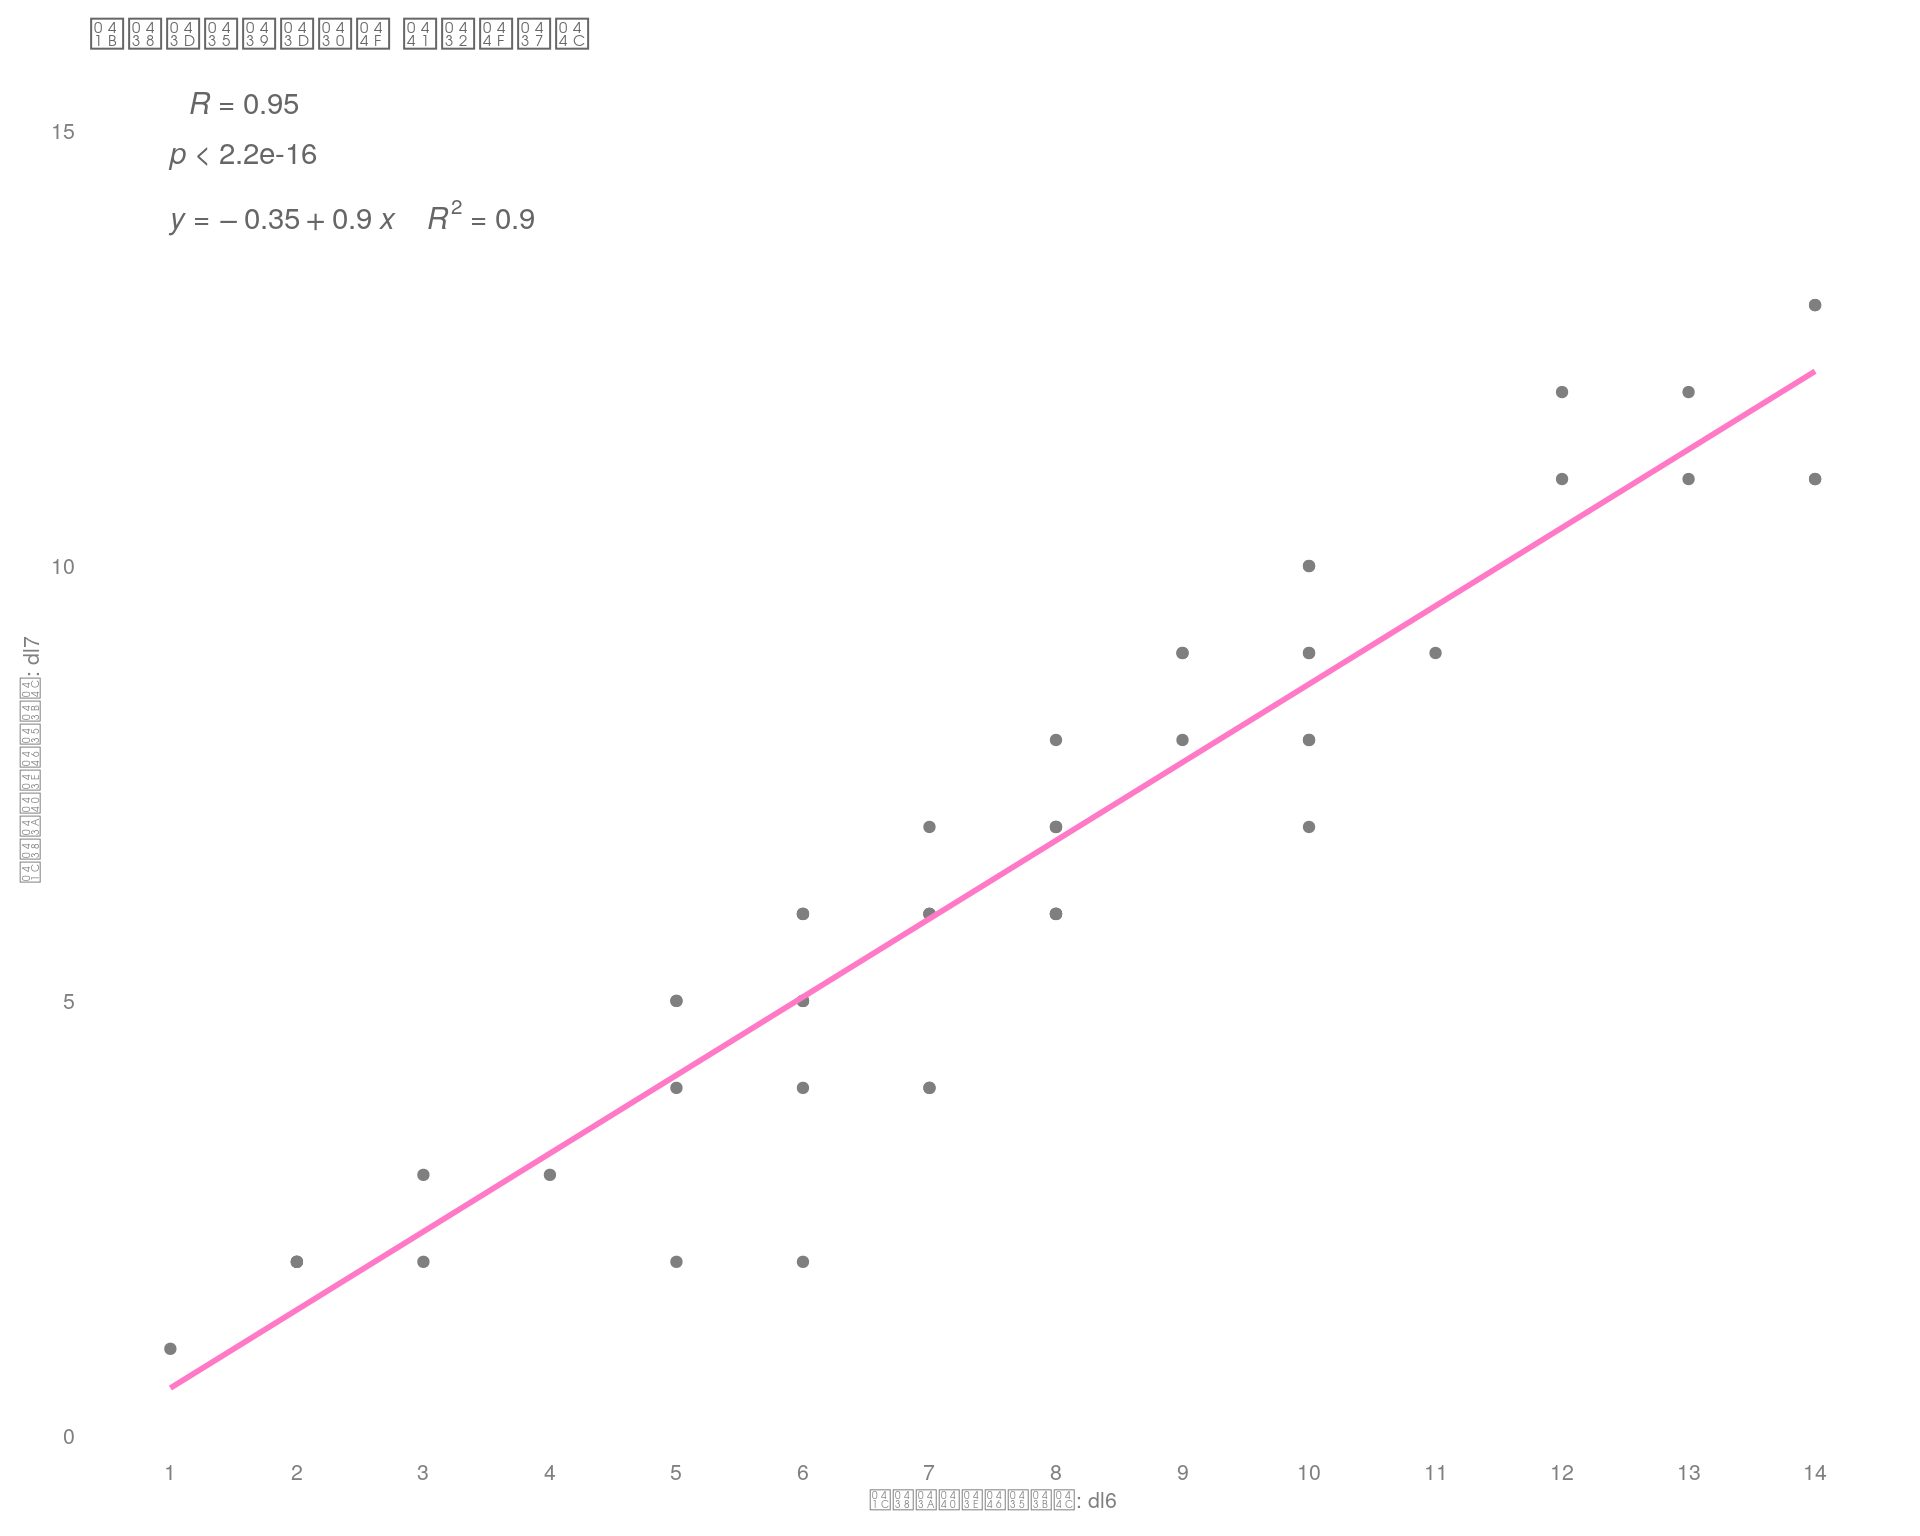 R = 0.95
15
p < 2.2e-16
y = − 0.35 + 0.9 x R² = 0.9
10
: dl7
5
0
1 2 3 4 5 6 7 8 9 10 11 12 13 14
: dl6